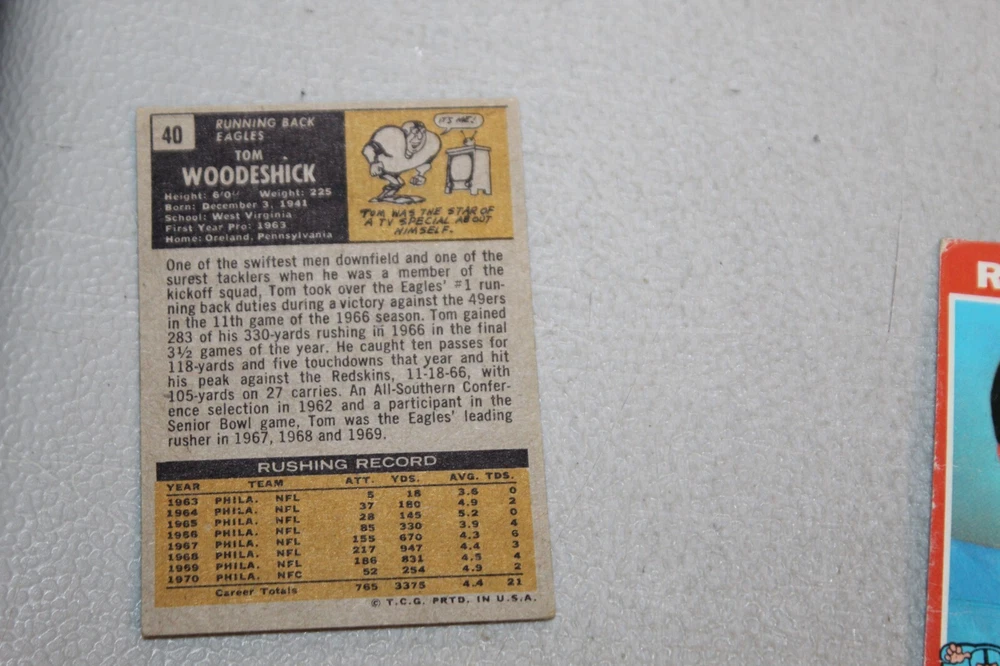 40
RUNNING BACK
EAGLES
TOM
WOODESHICK
Height: 6'0" Weight: 225
Born: December 3, 1941
School: West Virginia
First Year Pro: 1963
Home: Oreland, Pennsylvania
IT'S ME!
TOM WAS THE STAR OF
A TV SPECIAL ABOUT
HIMSELF.
One of the swiftest men downfield and one of the
surest tacklers when he was a member of the
kickoff squad, Tom took over the Eagles' #1 run-
ning back duties during a victory against the 49ers
in the 11th game of the 1966 season. Tom gained
283 of his 330-yards rushing in 1966 in the final
3½ games of the year. He caught ten passes for
118-yards and five touchdowns that year and hit
his peak against the Redskins, 11-18-66, with
105-yards on 27 carries. An All-Southern Confer-
ence selection in 1962 and a participant in the
Senior Bowl game, Tom was the Eagles' leading
rusher in 1967, 1968 and 1969.
RUSHING RECORD
YEAR TEAM ATT. YDS. AVG. TDS.
1963 PHILA. NFL 5 18 3.6 0
1964 PHILA. NFL 37 180 4.9 2
1965 PHILA. NFL 28 145 5.2 0
1966 PHILA. NFL 85 330 3.9 4
1967 PHILA. NFL 155 670 4.3 6
1968 PHILA. NFL 217 947 4.4 3
1969 PHILA. NFL 186 831 4.5 4
1970 PHILA. NFC 52 254 4.9 2
Career Totals 765 3375 4.4 21
© T.C.G. PRTD. IN U.S.A.
R